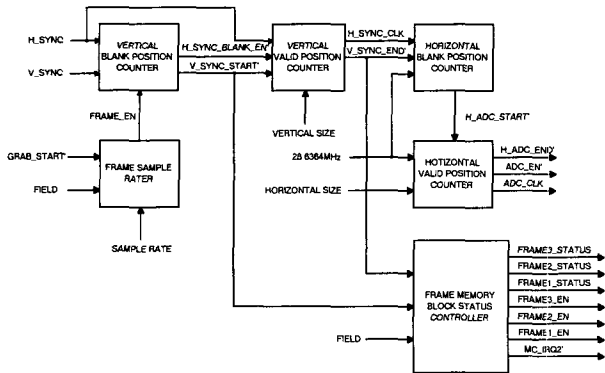 H_SYNC
V_SYNC
VERTICAL
BLANK POSITION
COUNTER
H_SYNC_BLANK_EN'
V_SYNC_START'
VERTICAL
VALID POSITION
COUNTER
H_SYNC_CLK
V_SYNC_END'
HORIZONTAL
BLANK POSITION
COUNTER
FRAME_EN
VERTICAL SIZE
H_ADC_START'
GRAB_START'
FIELD
FRAME SAMPLE
RATER
28 6364MHz
HORIZONTAL SIZE
HOTIZONTAL
VALID POSITION
COUNTER
H_ADC_END'
ADC_EN'
ADC_CLK
SAMPLE RATE
FIELD
FRAME MEMORY
BLOCK STATUS
CONTROLLER
FRAME3_STATUS
FRAME2_STATUS
FRAME1_STATUS
FRAME3_EN
FRAME2_EN
FRAME1_EN
MC_IRQ2'